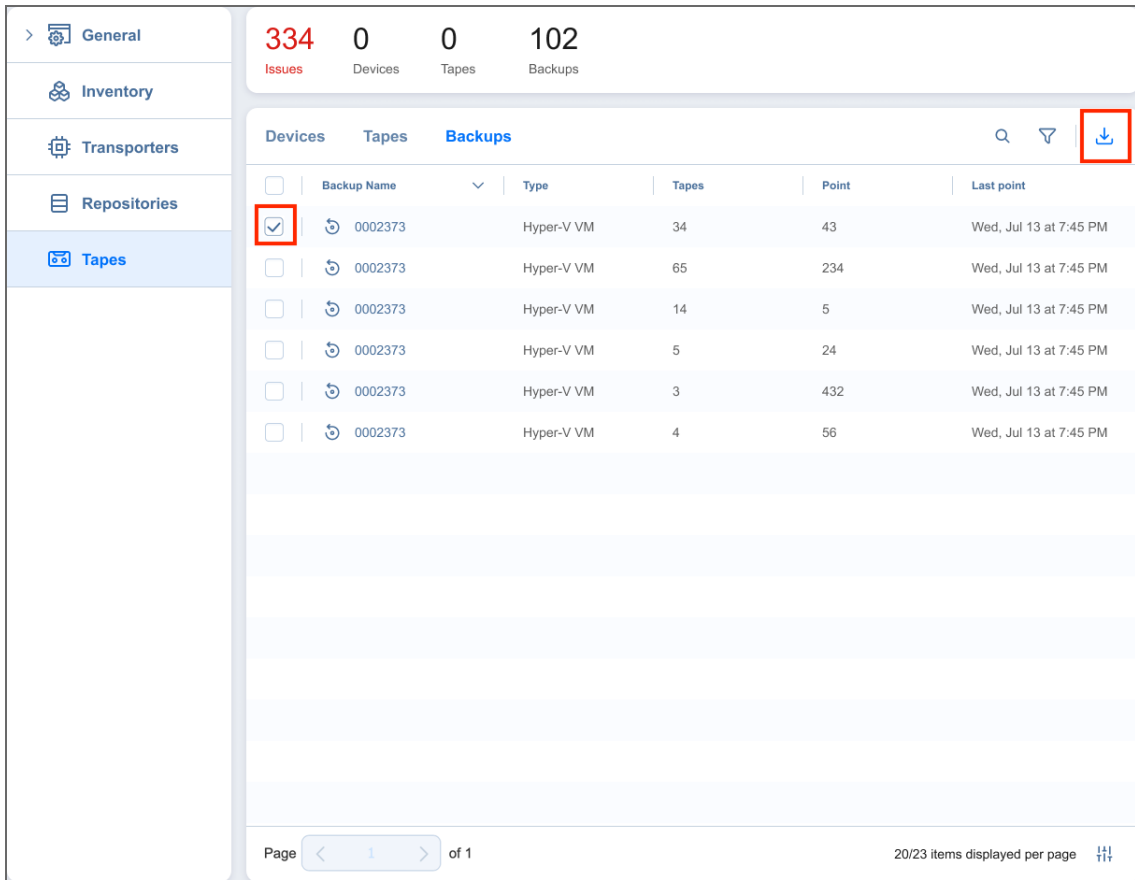 General
Inventory
Transporters
Repositories
Tapes
334 0 0 102
Issues Devices Tapes Backups
Devices Tapes Backups
Backup Name Type Tapes Point Last point
0002373 Hyper-V VM 34 43 Wed, Jul 13 at 7:45 PM
0002373 Hyper-V VM 65 234 Wed, Jul 13 at 7:45 PM
0002373 Hyper-V VM 14 5 Wed, Jul 13 at 7:45 PM
0002373 Hyper-V VM 5 24 Wed, Jul 13 at 7:45 PM
0002373 Hyper-V VM 3 432 Wed, Jul 13 at 7:45 PM
0002373 Hyper-V VM 4 56 Wed, Jul 13 at 7:45 PM
Page 1 of 1 20/23 items displayed per page